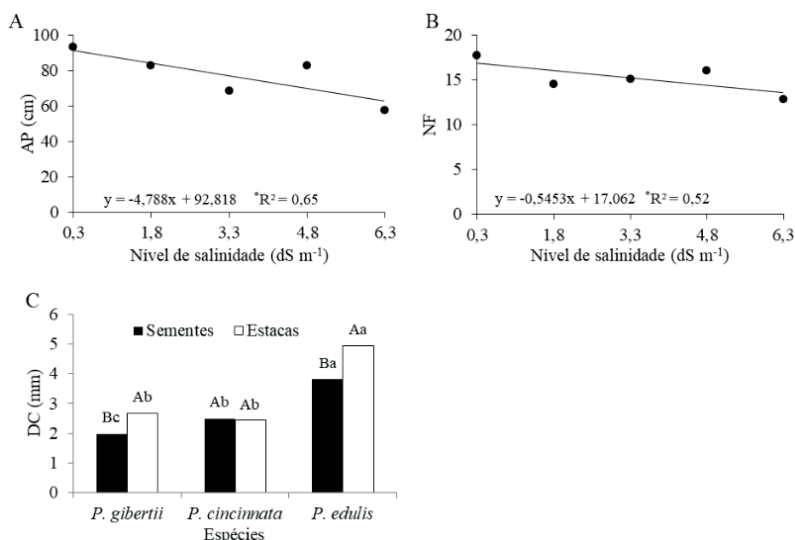 A
100
80
60
40
20
0
AP (cm)
y = -4,788x + 92,818 *R² = 0,65
0,3 1,8 3,3 4,8 6,3
Nível de salinidade (dS m⁻¹)
B
20
15
10
5
0
NF
y = -0,5453x + 17,062 *R² = 0,52
0,3 1,8 3,3 4,8 6,3
Nível de salinidade (dS m⁻¹)
C
6
5
4
3
2
1
0
DC (mm)
Sementes Estacas
Bc Ab Ab Ab Ba Aa
P. gibertii P. cincinnata P. edulis
Espécies